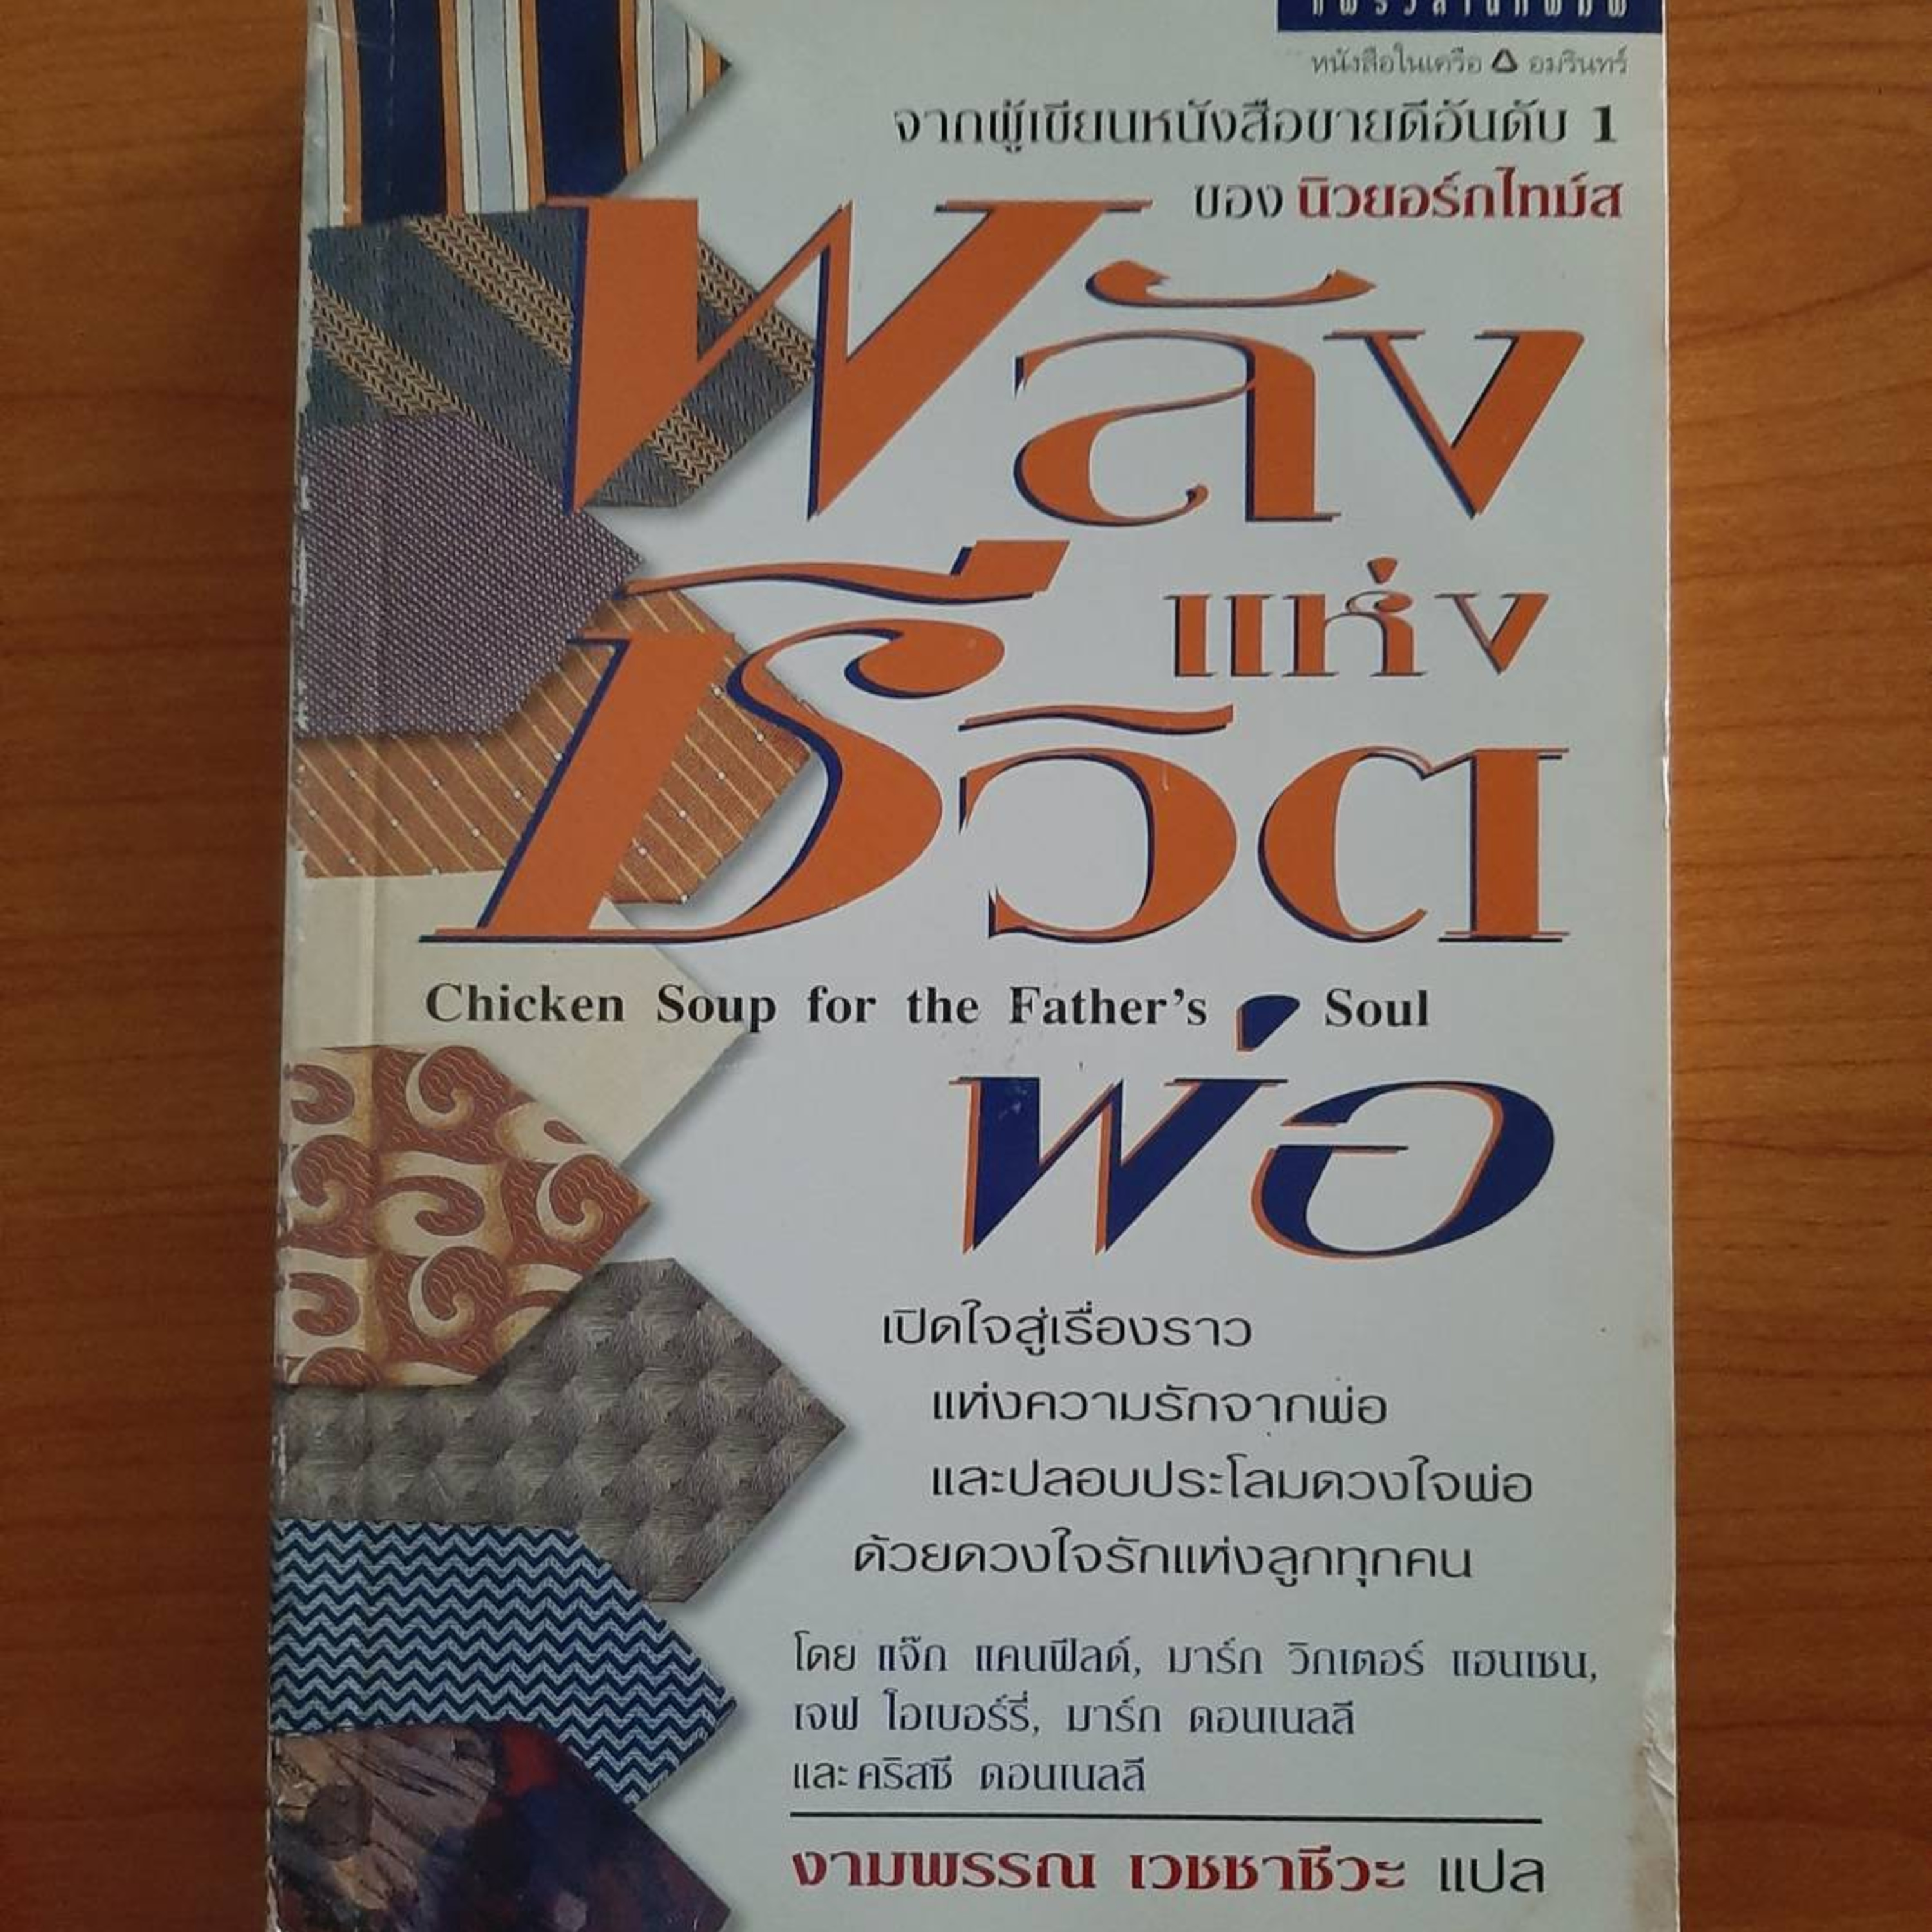 แพรวสำนักพิมพ์
หนังสือในเครือ อมรินทร์
จากผู้เขียนหนังสือขายดีอันดับ 1
ของ นิวยอร์กไทม์ส
พลัง
แห่ง
ชีวิต
Chicken Soup for the Father's Soul
พ่อ
เปิดใจสู่เรื่องราว
แห่งความรักจากพ่อ
และปลอบประโลมดวงใจพ่อ
ด้วยดวงใจรักแห่งลูกทุกคน
โดย แจ๊ก แคนฟิลด์, มาร์ก วิกเตอร์ แฮนเซน,
เจฟ โอเบอร์รี่, มาร์ก ดอนเนลลี
และ คริสซี ดอนเนลลี
งามพรรณ เวชชาชีวะ แปล